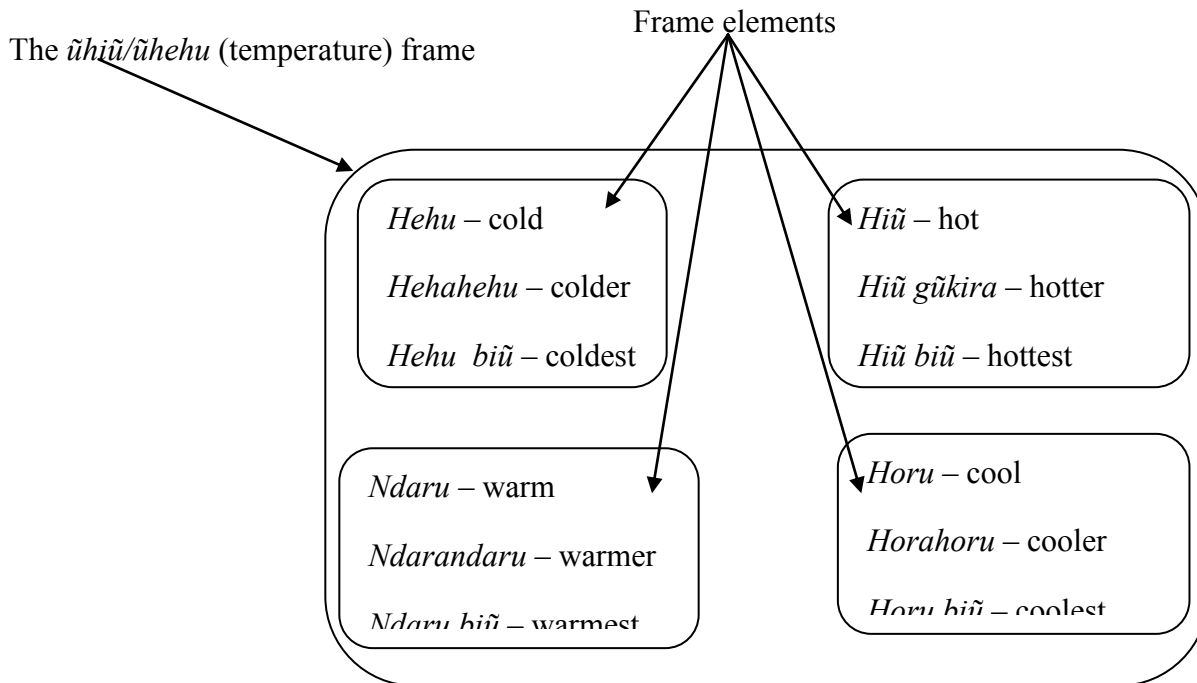 Frame elements
The ũhiũ/ũhehu (temperature) frame
Hehu – cold
Hehahehu – colder
Hehu biũ – coldest
Hiũ – hot
Hiũ gũkira – hotter
Hiũ biũ – hottest
Ndaru – warm
Ndarandaru – warmer
Ndaru biũ – warmest
Horu – cool
Horahoru – cooler
Horu biũ – coolest